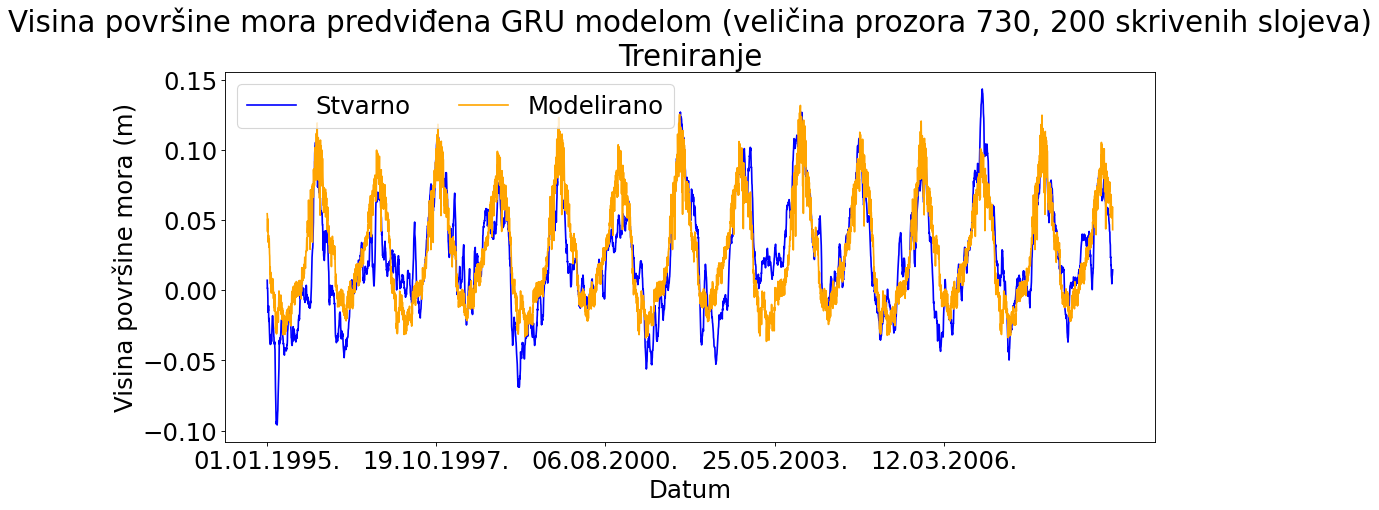 Visina površine mora predviđena GRU modelom (veličina prozora 730, 200 skrivenih slojeva)
Treniranje
Stvarno Modelirano
Visina površine mora (m)
0.15
0.10
0.05
0.00
−0.05
−0.10
01.01.1995. 19.10.1997. 06.08.2000. 25.05.2003. 12.03.2006.
Datum